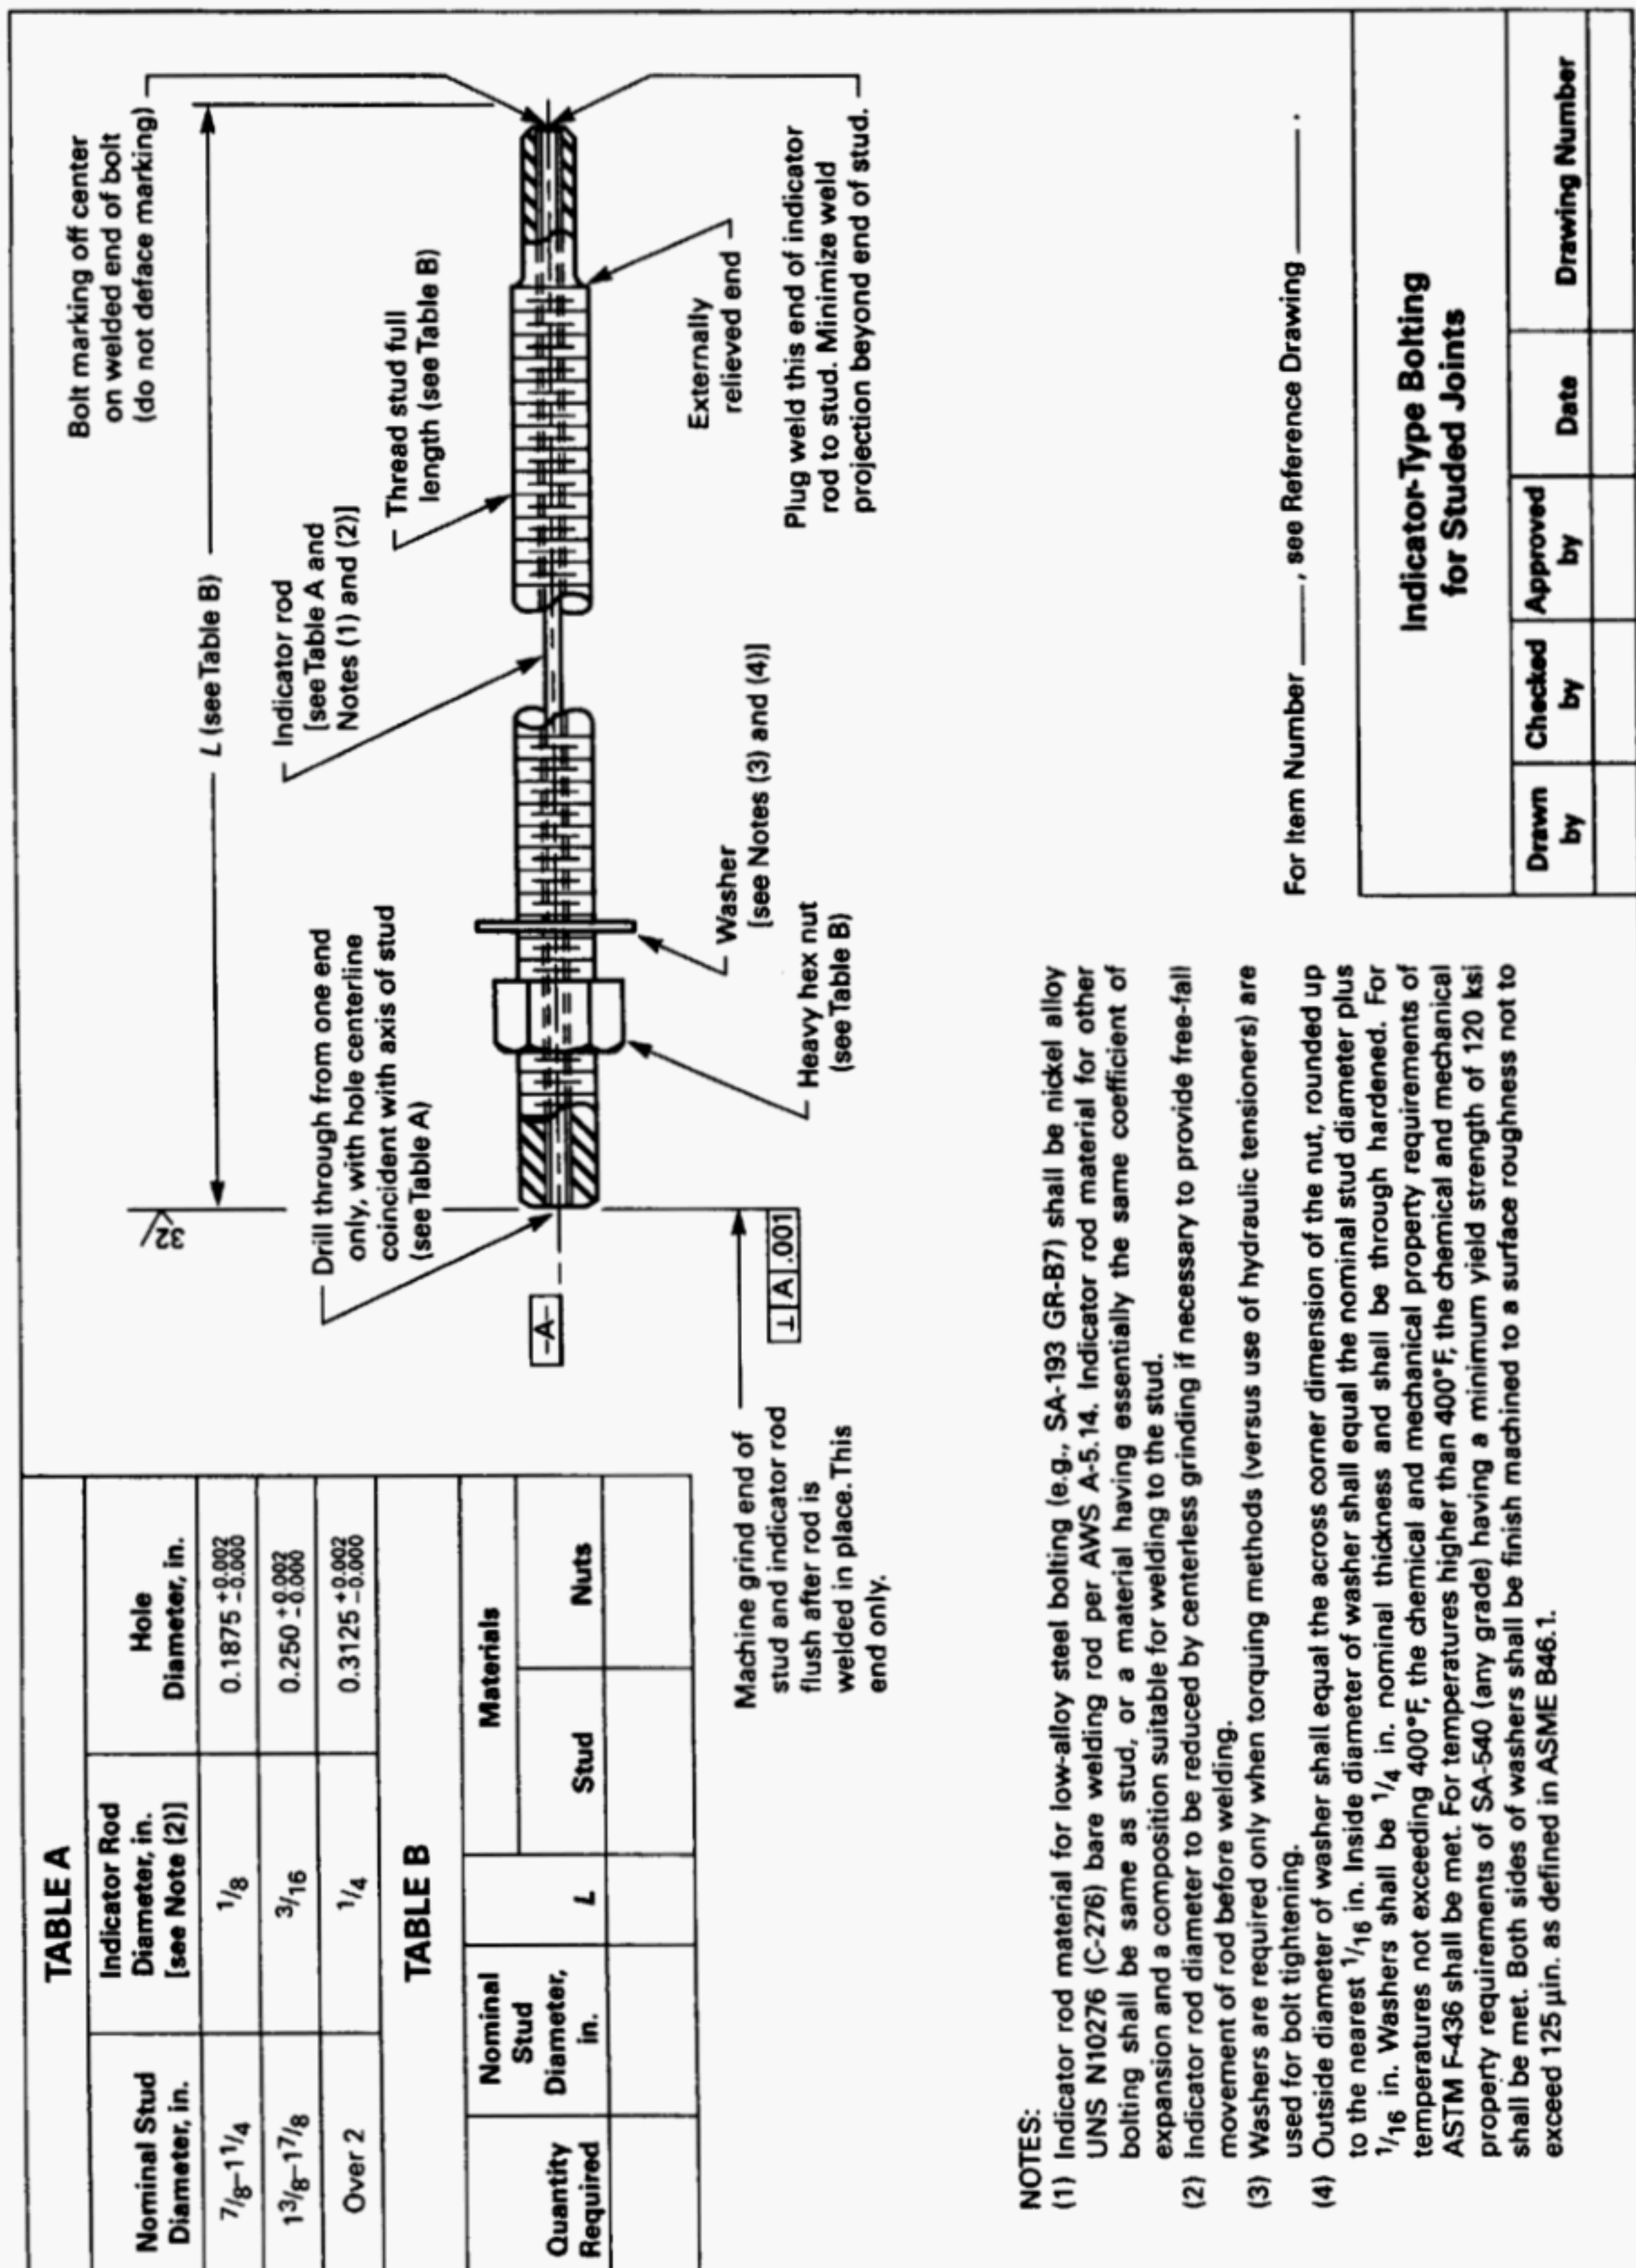 TABLE A
Nominal Stud Diameter, in.
Indicator Rod Diameter, in. [see Note (2)]
Hole Diameter, in.
7/8–1 1/4
1/8
0.1875 +0.002 −0.000
1 3/8–1 7/8
3/16
0.250 +0.002 −0.000
Over 2
1/4
0.3125 +0.002 −0.000
TABLE B
Quantity Required
Nominal Stud Diameter, in.
L
Materials
Stud
Nuts
Bolt marking off center
on welded end of bolt
(do not deface marking)
L (see Table B)
32
Indicator rod
[see Table A and
Notes (1) and (2)]
Thread stud full
length (see Table B)
Drill through from one end
only, with hole centerline
coincident with axis of stud
(see Table A)
-A-
⊥ A .001
Externally
relieved end
Washer
[see Notes (3) and (4)]
Heavy hex nut
(see Table B)
Plug weld this end of indicator
rod to stud. Minimize weld
projection beyond end of stud.
Machine grind end of
stud and indicator rod
flush after rod is
welded in place. This
end only.
NOTES:
(1) Indicator rod material for low-alloy steel bolting (e.g., SA-193 GR-B7) shall be nickel alloy
UNS N10276 (C-276) bare welding rod per AWS A-5.14. Indicator rod material for other
bolting shall be same as stud, or a material having essentially the same coefficient of
expansion and a composition suitable for welding to the stud.
(2) Indicator rod diameter to be reduced by centerless grinding if necessary to provide free-fall
movement of rod before welding.
(3) Washers are required only when torquing methods (versus use of hydraulic tensioners) are
used for bolt tightening.
(4) Outside diameter of washer shall equal the across corner dimension of the nut, rounded up
to the nearest 1/16 in. Inside diameter of washer shall equal the nominal stud diameter plus
1/16 in. Washers shall be 1/4 in. nominal thickness and shall be through hardened. For
temperatures not exceeding 400°F, the chemical and mechanical property requirements of
ASTM F-436 shall be met. For temperatures higher than 400°F, the chemical and mechanical
property requirements of SA-540 (any grade) having a minimum yield strength of 120 ksi
shall be met. Both sides of washers shall be finish machined to a surface roughness not to
exceed 125 μin. as defined in ASME B46.1.
For Item Number ____, see Reference Drawing ____.
Indicator-Type Bolting
for Studed Joints
Drawn by
Checked by
Approved by
Date
Drawing Number